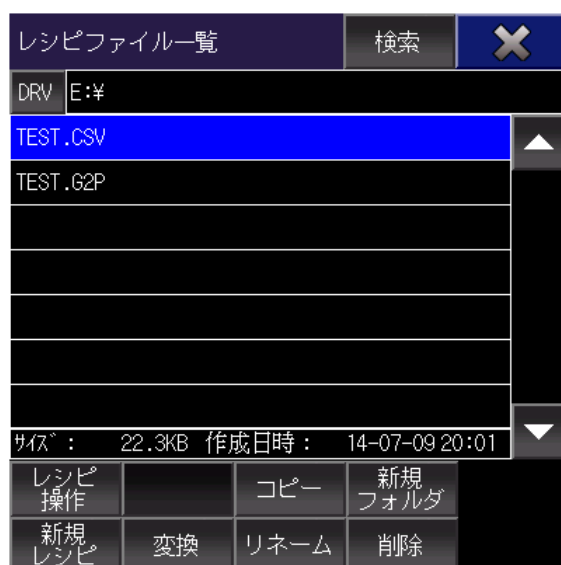 レシピファイル一覧 検索
DRV E:¥
TEST.CSV
TEST.G2P
ｻｲｽﾞ： 22.3KB 作成日時： 14-07-09 20:01
レシピ操作 コピー 新規フォルダ
新規レシピ 変換 リネーム 削除